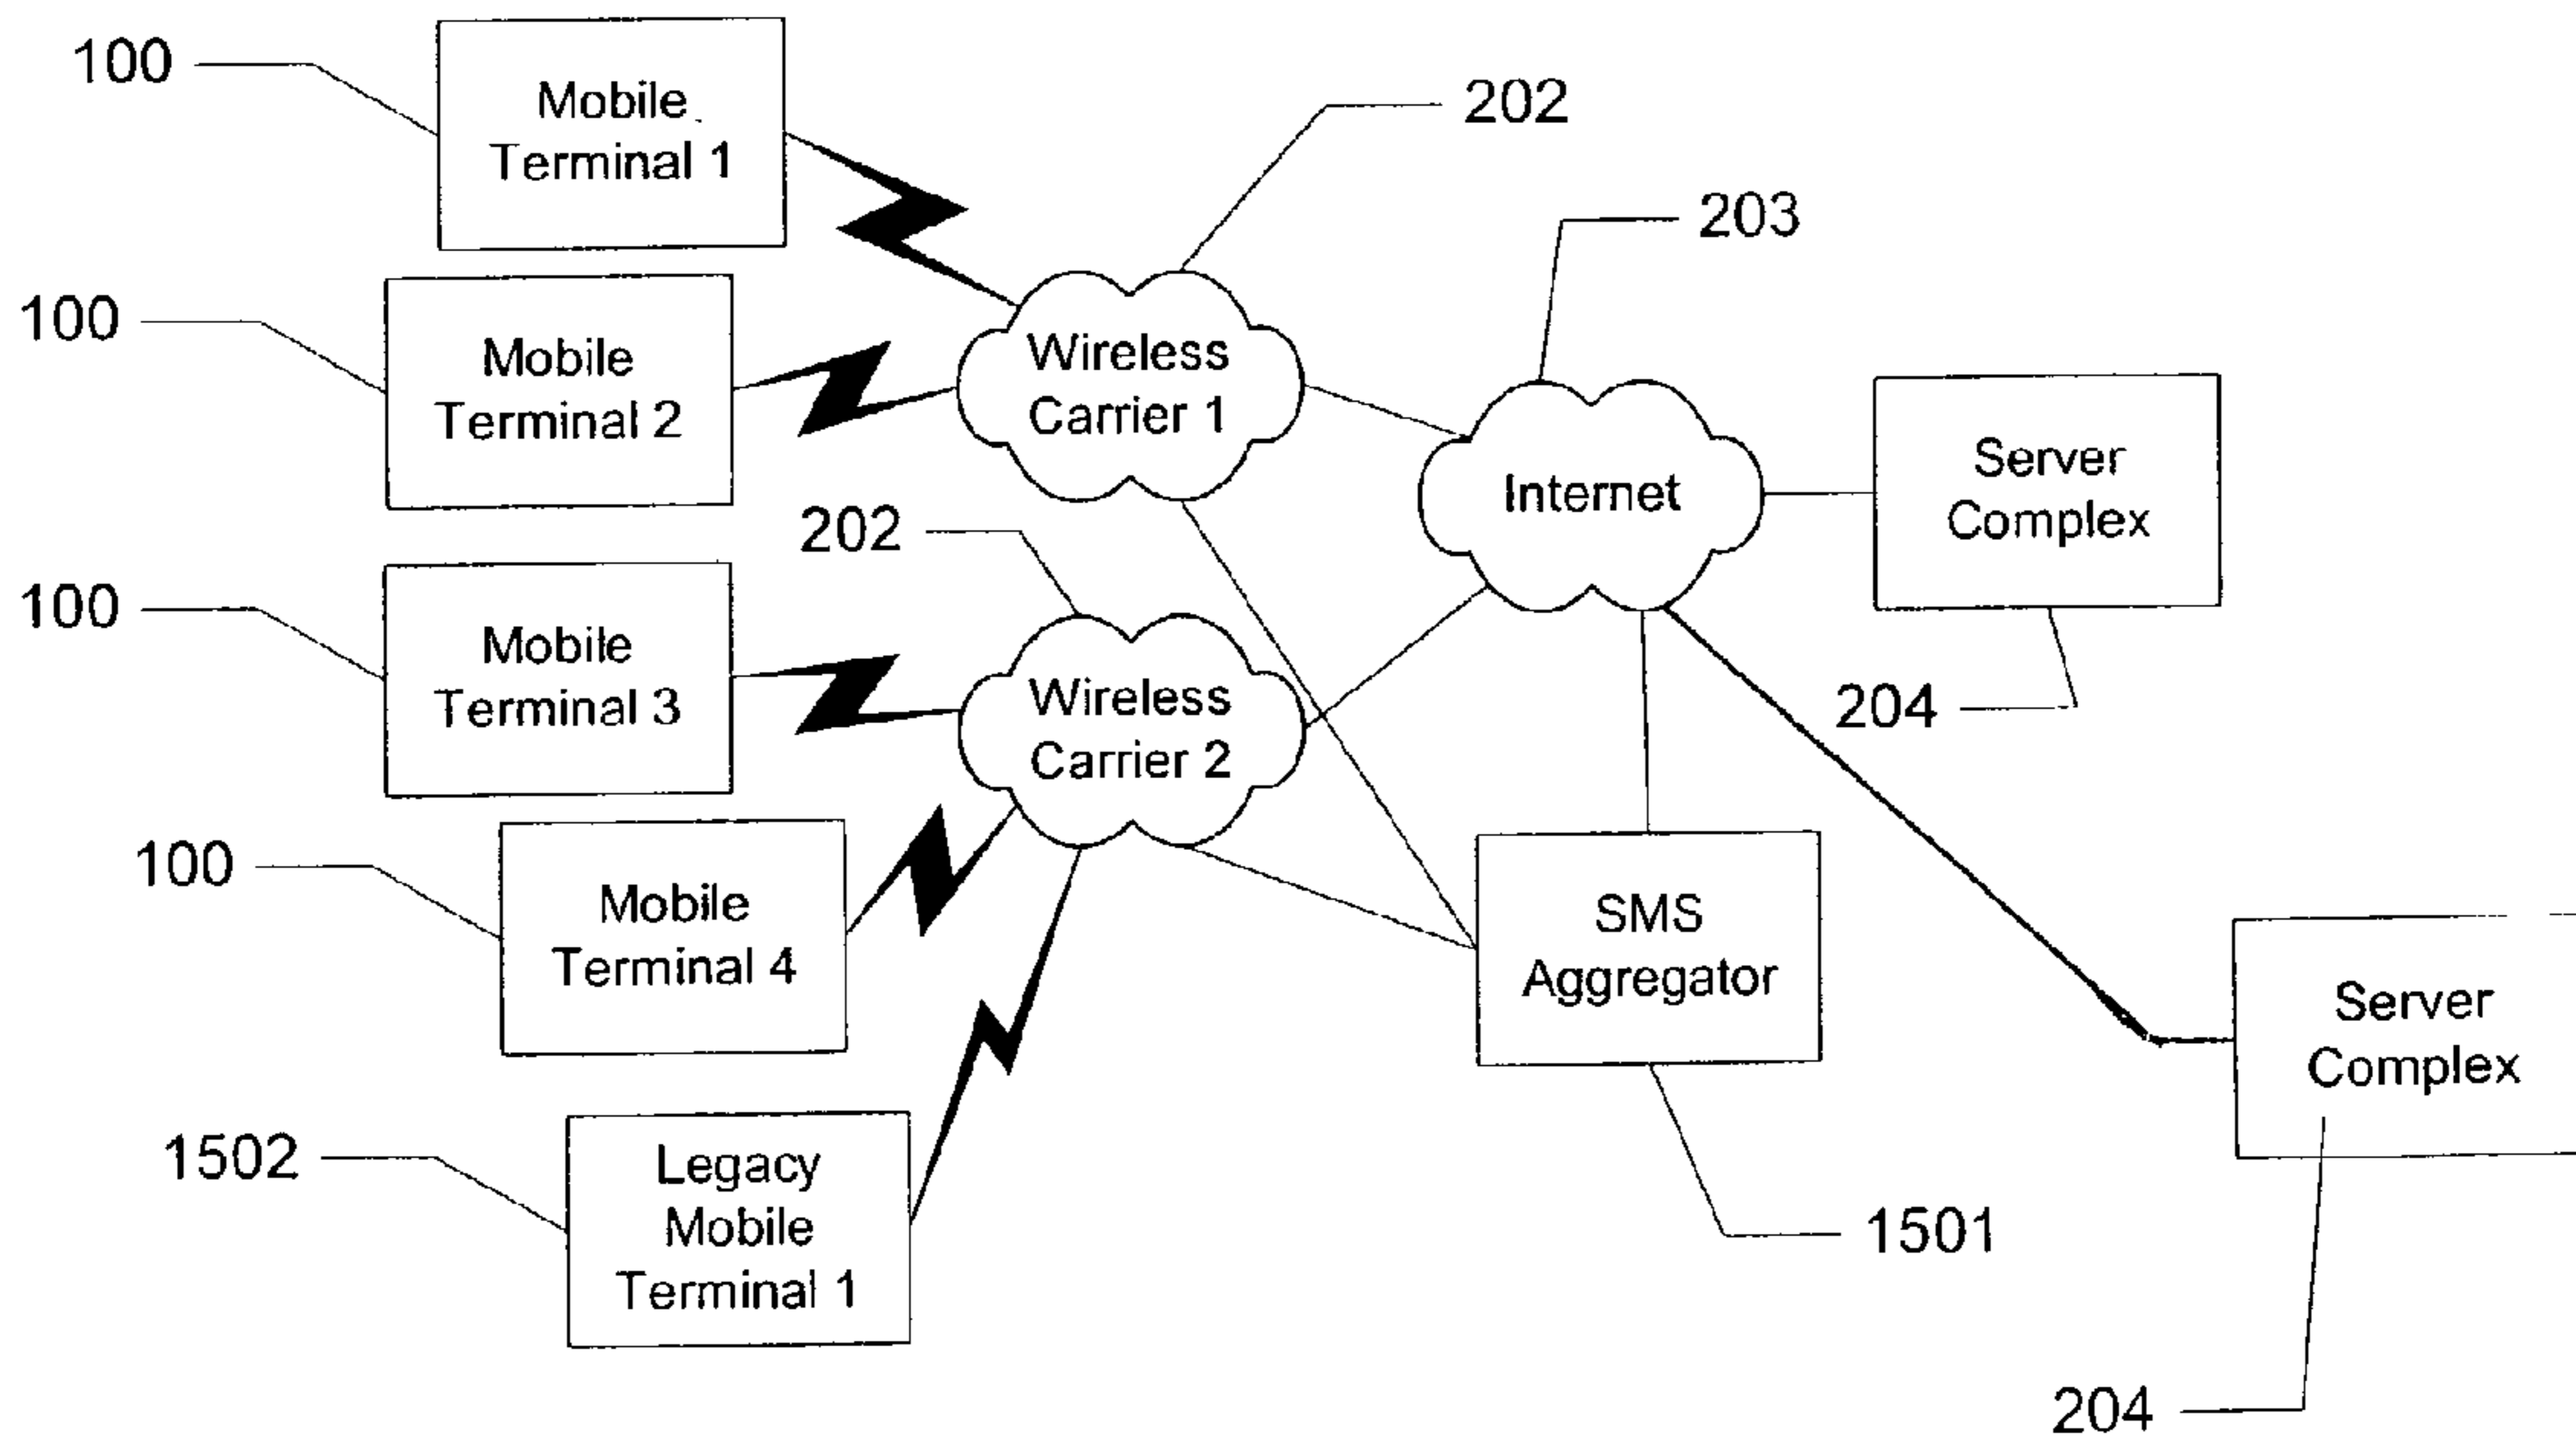 100
Mobile
Terminal 1
202
203
100
Mobile
Terminal 2
Wireless
Carrier 1
Internet
Server
Complex
204
202
100
Mobile
Terminal 3
Wireless
Carrier 2
100
Mobile
Terminal 4
SMS
Aggregator
1501
Server
Complex
204
1502
Legacy
Mobile
Terminal 1